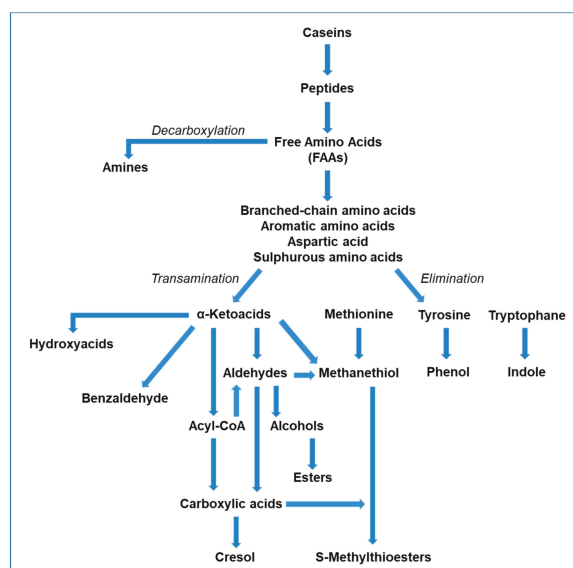 Caseins
Peptides
Decarboxylation
Free Amino Acids
(FAAs)
Amines
Branched-chain amino acids
Aromatic amino acids
Aspartic acid
Sulphurous amino acids
Transamination
Elimination
α-Ketoacids
Methionine
Tyrosine
Tryptophane
Hydroxyacids
Aldehydes
Methanethiol
Phenol
Indole
Benzaldehyde
Acyl-CoA
Alcohols
Esters
Carboxylic acids
Cresol
S-Methylthioesters